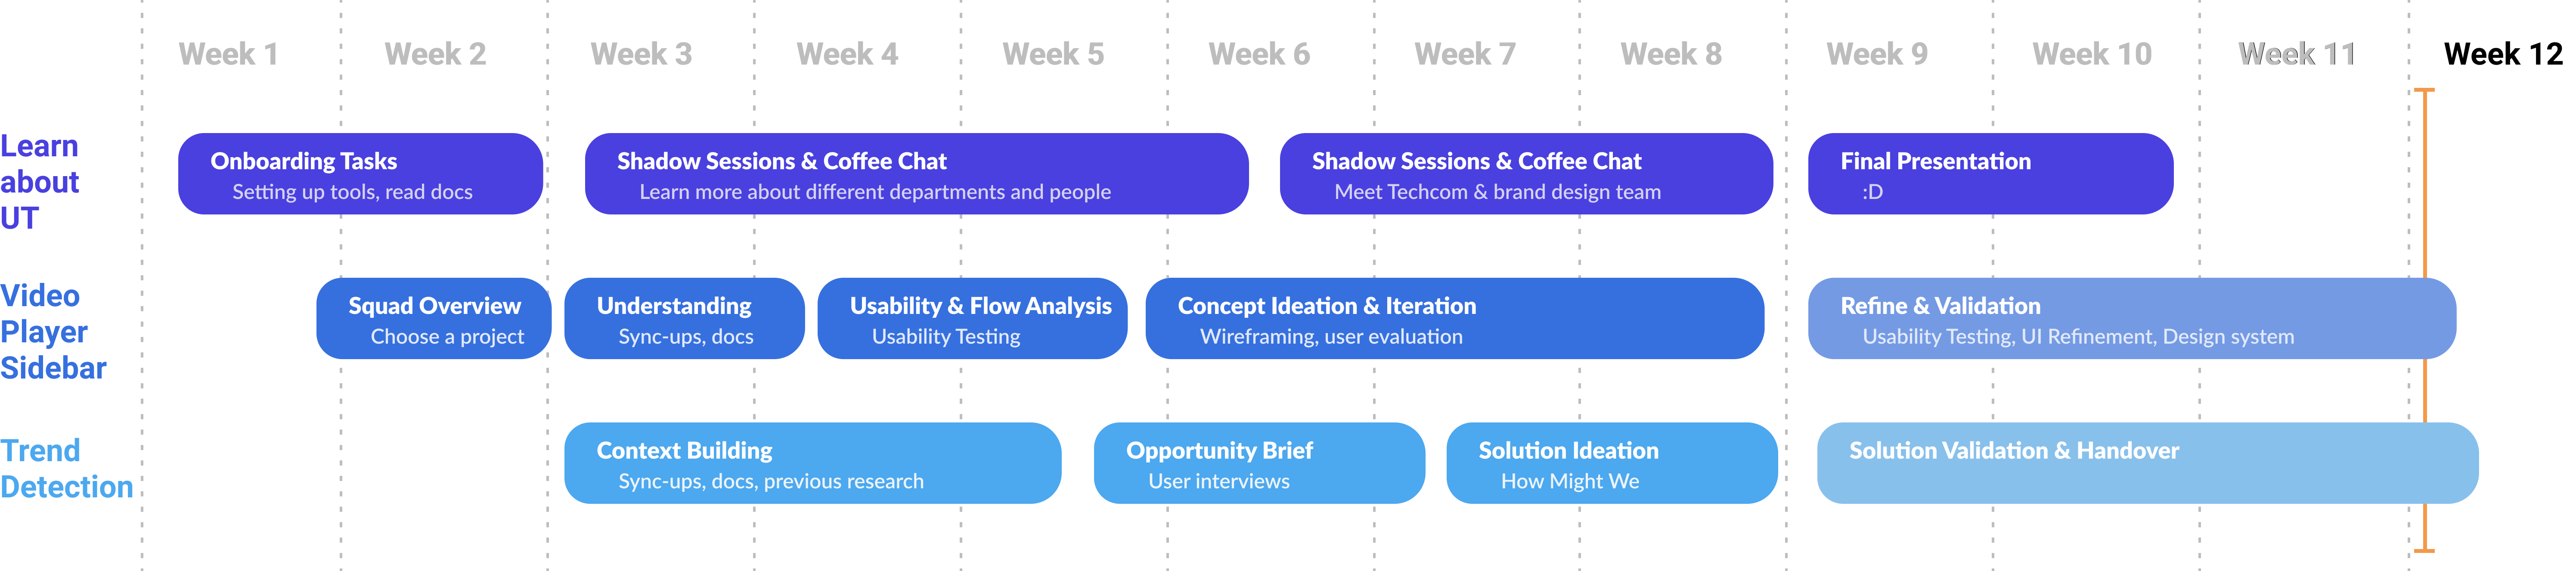 Week 1
Week 2
Week 3
Week 4
Week 5
Week 6
Week 7
Week 8
Week 9
Week 10
Week 11
Week 12
Learn
about
UT
Onboarding Tasks
Setting up tools, read docs
Shadow Sessions & Coffee Chat
Learn more about different departments and people
Shadow Sessions & Coffee Chat
Meet Techcom & brand design team
Final Presentation
:D
Video
Player
Sidebar
Squad Overview
Choose a project
Understanding
Sync-ups, docs
Usability & Flow Analysis
Usability Testing
Concept Ideation & Iteration
Wireframing, user evaluation
Refine & Validation
Usability Testing, UI Refinement, Design system
Trend
Detection
Context Building
Sync-ups, docs, previous research
Opportunity Brief
User interviews
Solution Ideation
How Might We
Solution Validation & Handover